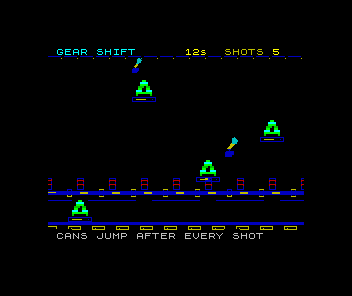 GEAR SHIFT 12s SHOTS 5
CANS JUMP AFTER EVERY SHOT